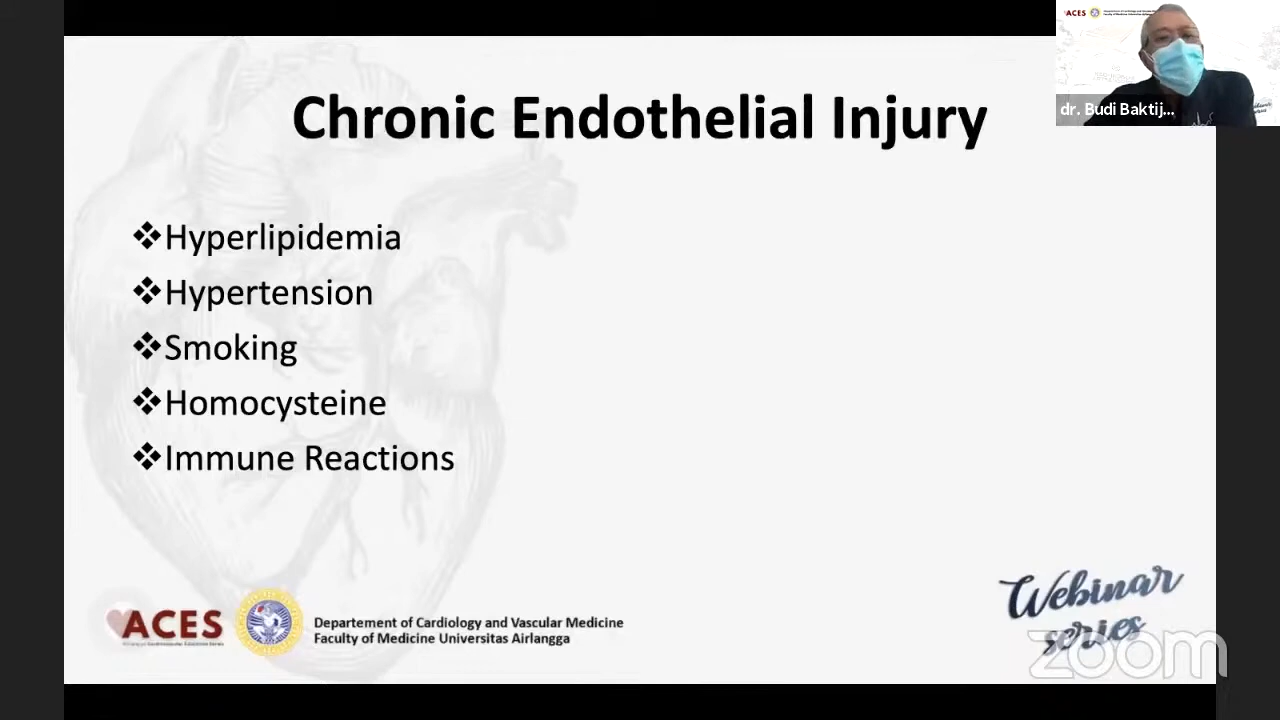 Chronic Endothelial Injury
❖Hyperlipidemia
❖Hypertension
❖Smoking
❖Homocysteine
❖Immune Reactions
ACES
Departement of Cardiology and Vascular Medicine
Faculty of Medicine Universitas Airlangga
Webinar
series
zoom
ACES
dr. Budi Baktij...